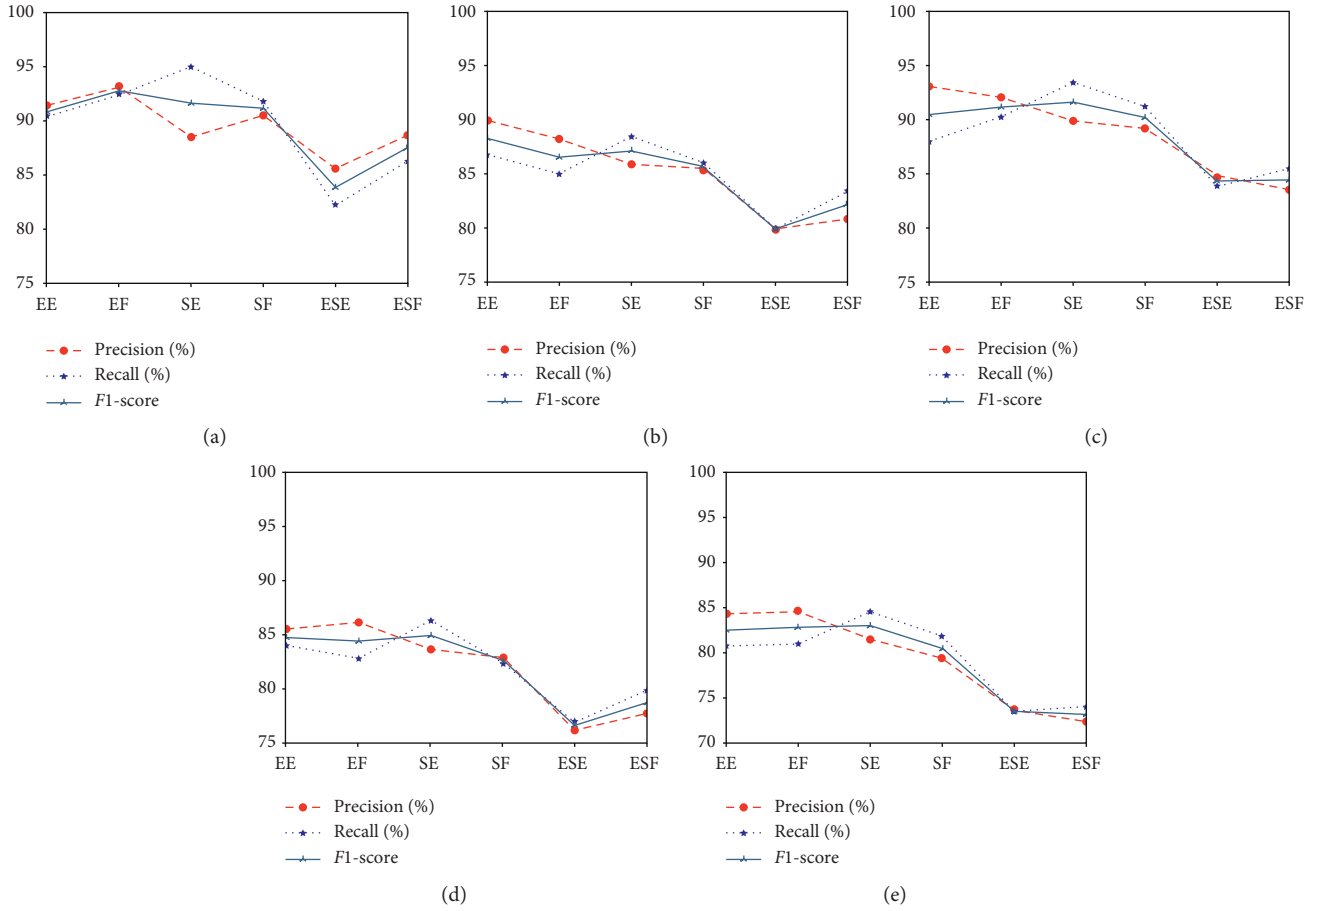 100
95
90
85
80
75
EE EF SE SF ESE ESF
Precision (%)
Recall (%)
F1-score
(a)
100
95
90
85
80
75
EE EF SE SF ESE ESF
Precision (%)
Recall (%)
F1-score
(b)
100
95
90
85
80
75
EE EF SE SF ESE ESF
Precision (%)
Recall (%)
F1-score
(c)
100
95
90
85
80
75
EE EF SE SF ESE ESF
Precision (%)
Recall (%)
F1-score
(d)
100
95
90
85
80
75
70
EE EF SE SF ESE ESF
Precision (%)
Recall (%)
F1-score
(e)